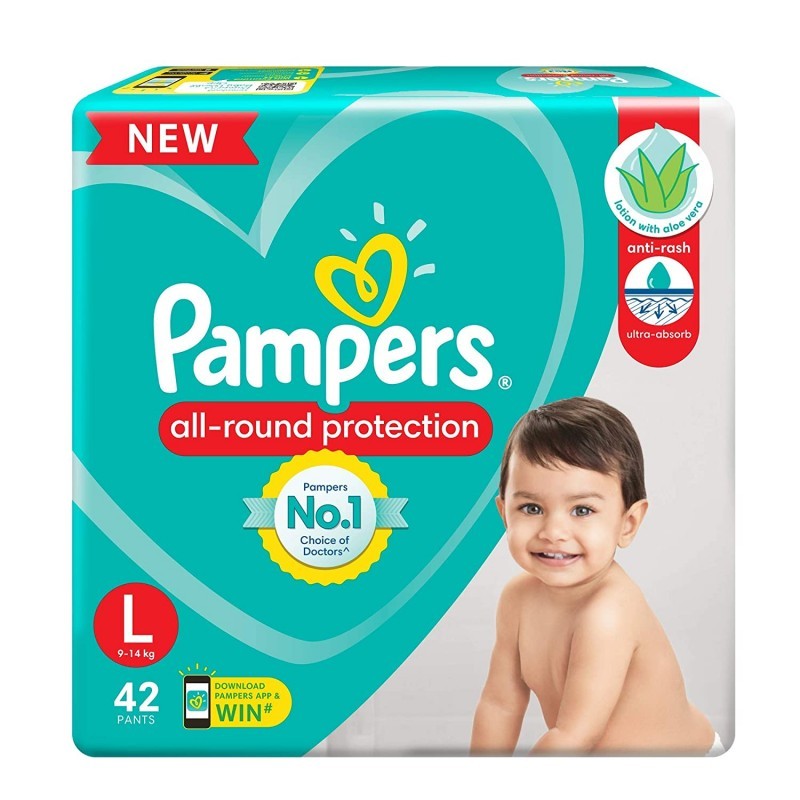 NEW
Pampers®
all-round protection
Pampers
No.1
Choice of
Doctors^
lotion with aloe vera
anti-rash
ultra-absorb
L
9-14 kg
42
PANTS
DOWNLOAD
PAMPERS APP &
WIN#